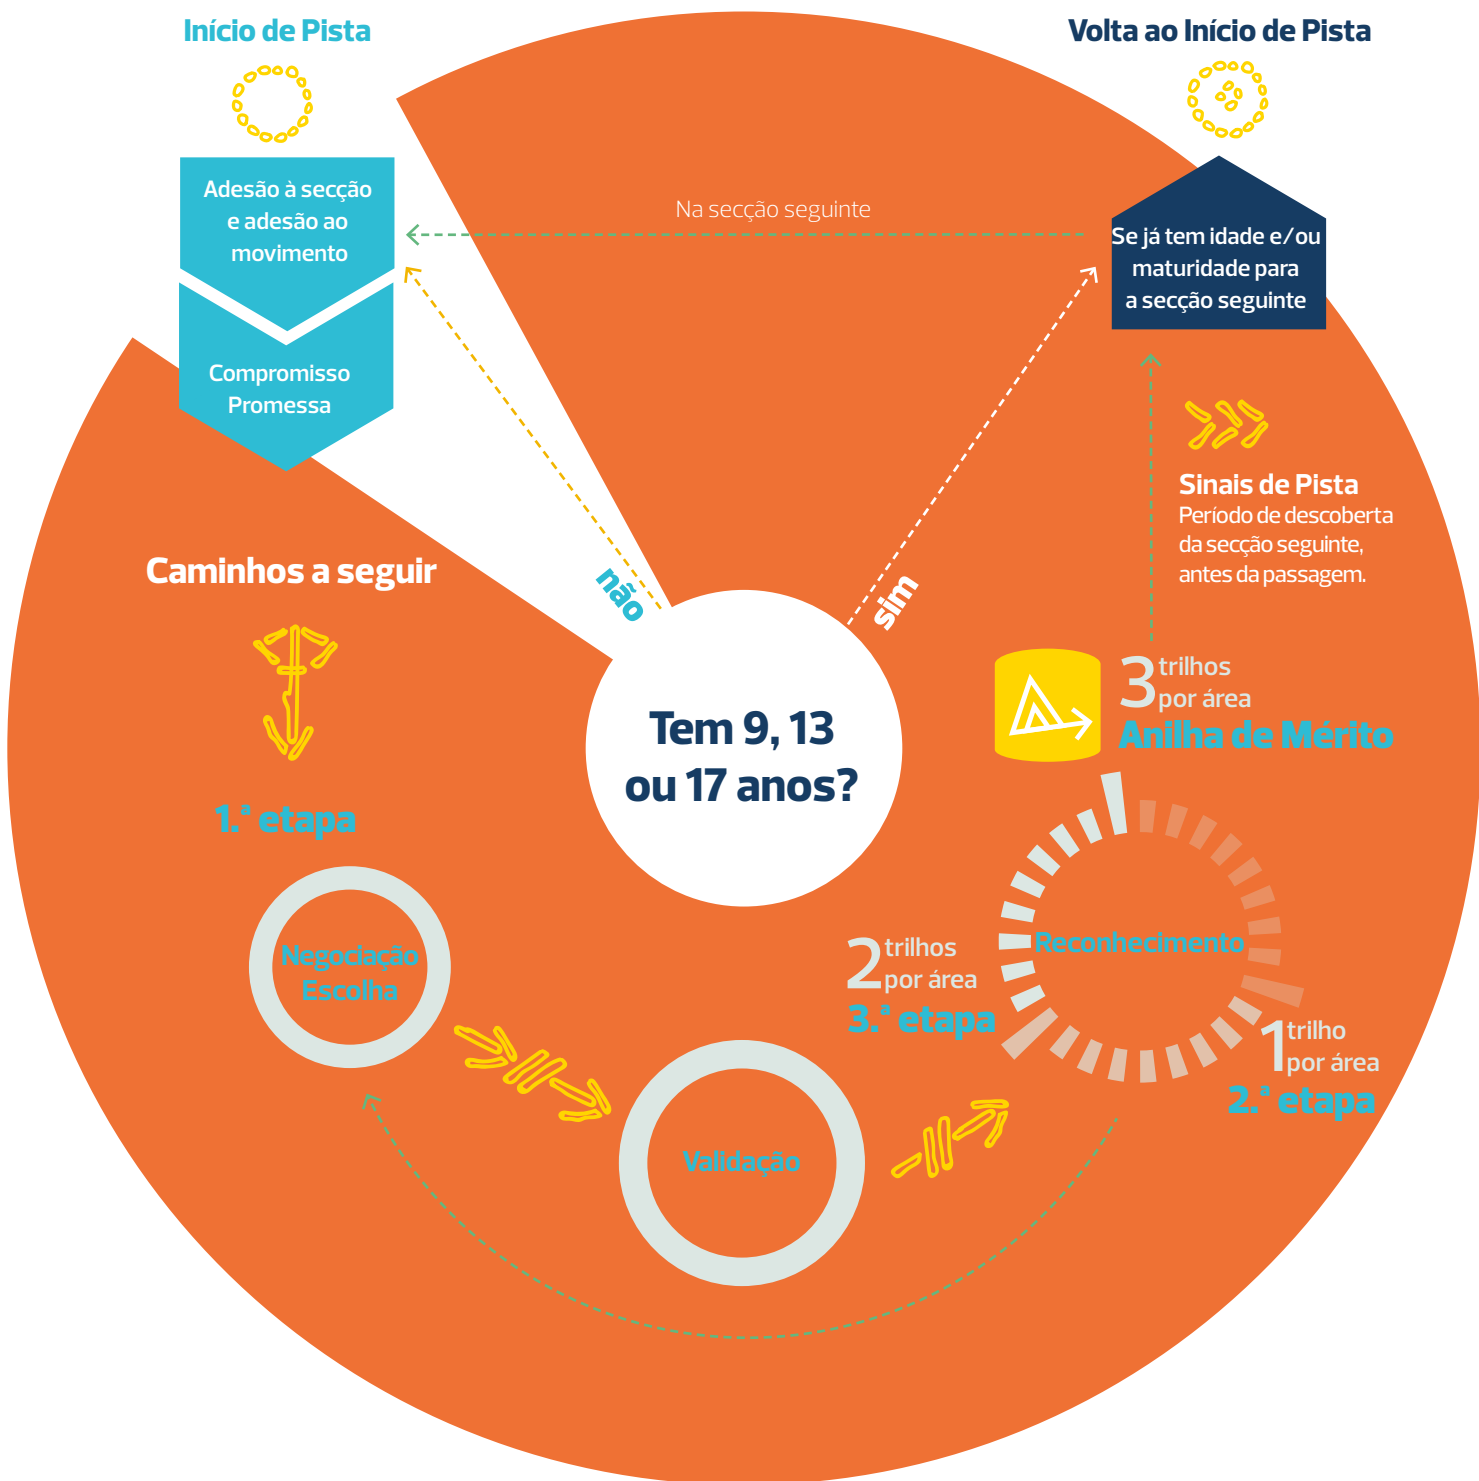 Início de Pista
Volta ao Início de Pista
Adesão à secção
e adesão ao
movimento
Compromisso
Promessa
Na secção seguinte
Se já tem idade e/ou
maturidade para
a secção seguinte
Sinais de Pista
Período de descoberta
da secção seguinte,
antes da passagem.
Caminhos a seguir
não
sim
Tem 9, 13
ou 17 anos?
3 trilhos
por área
Anilha de Mérito
1.ª etapa
Negociação
Escolha
Validação
Reconhecimento
2 trilhos
por área
3.ª etapa
1 trilho
por área
2.ª etapa